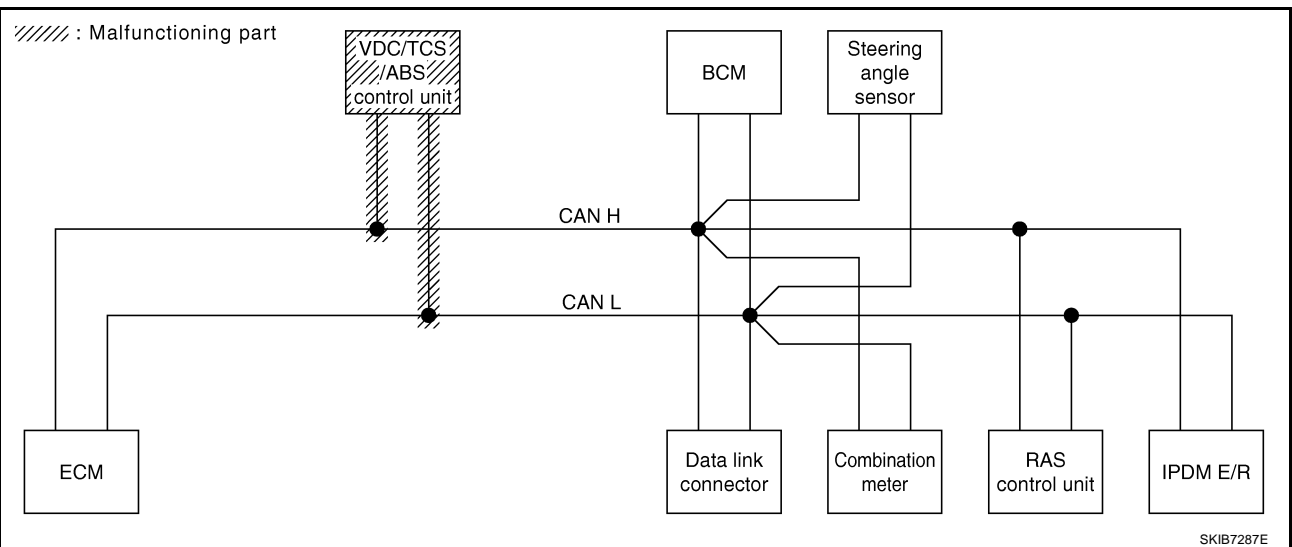 : Malfunctioning part
VDC/TCS
/ABS
control unit
BCM
Steering
angle
sensor
CAN H
CAN L
ECM
Data link
connector
Combination
meter
RAS
control unit
IPDM E/R
SKIB7287E